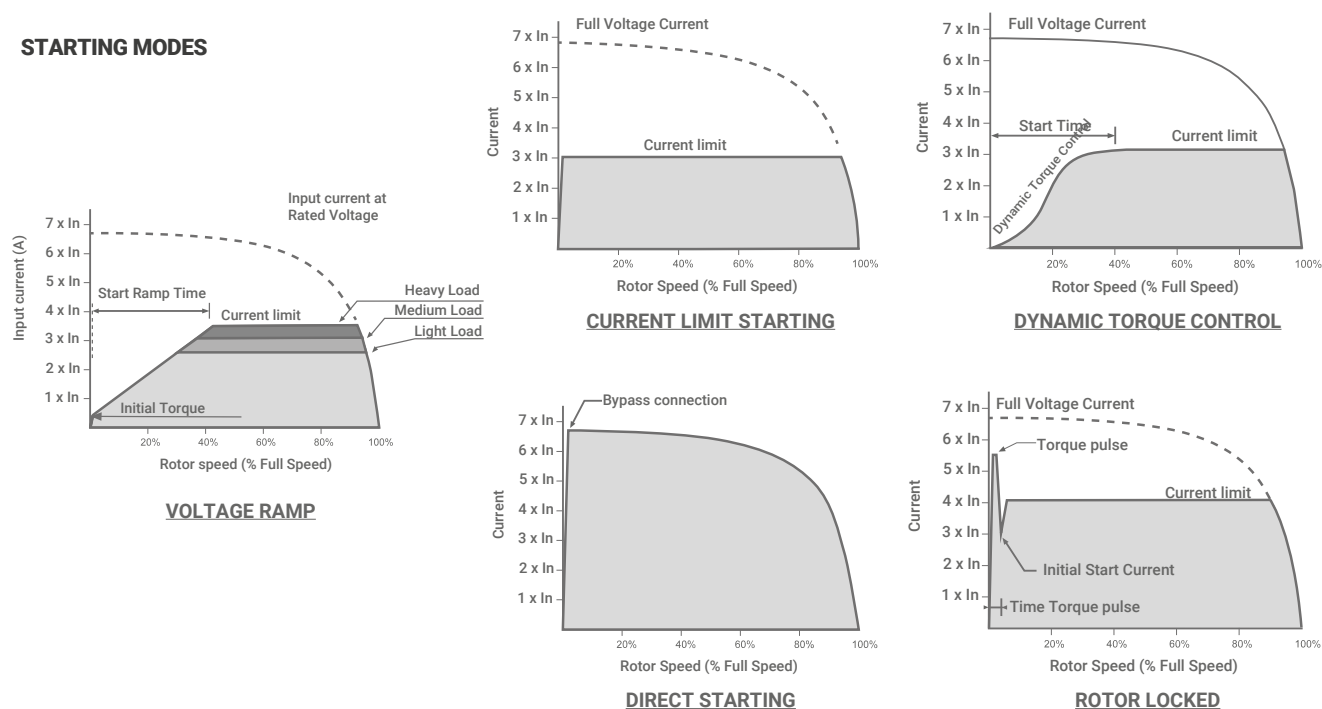 STARTING MODES
Input current at
Rated Voltage
Input current (A)
7 x In
6 x In
5 x In
4 x In
3 x In
2 x In
1 x In
Start Ramp Time
Current limit
Heavy Load
Medium Load
Light Load
Initial Torque
20%
40%
60%
80%
100%
Rotor speed (% Full Speed)
VOLTAGE RAMP
Full Voltage Current
Current
7 x In
6 x In
5 x In
4 x In
3 x In
2 x In
1 x In
Current limit
20%
40%
60%
80%
100%
Rotor Speed (% Full Speed)
CURRENT LIMIT STARTING
Full Voltage Current
Current
7 x In
6 x In
5 x In
4 x In
3 x In
2 x In
1 x In
Start Time
Dynamic Torque Control
Current limit
20%
40%
60%
80%
100%
Rotor Speed (% Full Speed)
DYNAMIC TORQUE CONTROL
Bypass connection
Current
7 x In
6 x In
5 x In
4 x In
3 x In
2 x In
1 x In
20%
40%
60%
80%
100%
Rotor Speed (% Full Speed)
DIRECT STARTING
Full Voltage Current
Current
7 x In
6 x In
5 x In
4 x In
3 x In
2 x In
1 x In
Torque pulse
Current limit
Initial Start Current
Time Torque pulse
20%
40%
60%
80%
100%
Rotor Speed (% Full Speed)
ROTOR LOCKED